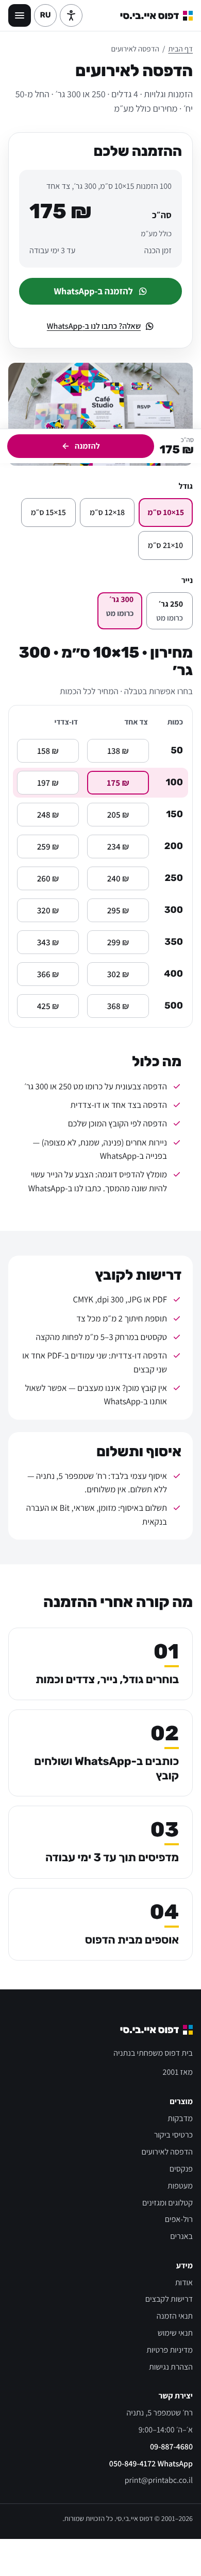 דפוס איי.בי.סי
RU
דף הבית / הדפסה לאירועים
הדפסה לאירועים
הזמנות וגלויות · 4 גדלים · 250 או 300 גר׳ · החל מ-50
יח׳ · מחירים כולל מע״מ
ההזמנה שלכם
100 הזמנות 10×15 ס״מ, 300 גר׳, צד אחד
סה״כ
175 ₪
כולל מע״מ
זמן הכנה
עד 3 ימי עבודה
להזמנה ב-WhatsApp
שאלה? כתבו לנו ב-WhatsApp
Café
Studio
RSVP
סה״כ
175 ₪
להזמנה
גודל
10×15 ס״מ
12×18 ס״מ
15×15 ס״מ
10×21 ס״מ
נייר
250 גר׳
כרומו מט
300 גר׳
כרומו מט
מחירון · 10×15 ס״מ · 300
גר׳
בחרו אפשרות בטבלה · המחיר לכל הכמות
כמות
צד אחד
דו-צדדי
50
138 ₪
158 ₪
100
175 ₪
197 ₪
150
205 ₪
248 ₪
200
234 ₪
259 ₪
250
240 ₪
260 ₪
300
295 ₪
320 ₪
350
299 ₪
343 ₪
400
302 ₪
366 ₪
500
368 ₪
425 ₪
מה כלול
הדפסה צבעונית על כרומו מט 250 או 300 גר׳
הדפסה בצד אחד או דו-צדדית
הדפסה לפי הקובץ המוכן שלכם
ניירות אחרים (פנינה, שמנת, לא מצופה) —
בפנייה ב-WhatsApp
מומלץ להדפיס דוגמה: הצבע על הנייר עשוי
להיות שונה מהמסך. כתבו לנו ב-WhatsApp
דרישות לקובץ
PDF או JPG, 300 dpi, CMYK
תוספת חיתוך 2 מ״מ מכל צד
טקסטים במרחק 3–5 מ״מ לפחות מהקצה
הדפסה דו-צדדית: שני עמודים ב-PDF אחד או
שני קבצים
אין קובץ מוכן? איננו מעצבים — אפשר לשאול
אותנו ב-WhatsApp
איסוף ותשלום
איסוף עצמי בלבד: רח׳ שטמפפר 5, נתניה —
ללא תשלום. אין משלוחים.
תשלום באיסוף: מזומן, אשראי, Bit או העברה
בנקאית
מה קורה אחרי ההזמנה
01
בוחרים גודל, נייר, צדדים וכמות
02
כותבים ב-WhatsApp ושולחים
קובץ
03
מדפיסים תוך עד 3 ימי עבודה
04
אוספים מבית הדפוס
דפוס איי.בי.סי
בית דפוס משפחתי בנתניה
מאז 2001
מוצרים
מדבקות
כרטיסי ביקור
הדפסה לאירועים
פנקסים
מעטפות
קטלוגים ומגזינים
רול-אפים
באנרים
מידע
אודות
דרישות לקבצים
תנאי הזמנה
תנאי שימוש
מדיניות פרטיות
הצהרת נגישות
יצירת קשר
רח׳ שטמפפר 5, נתניה
א׳–ה׳ 9:00–14:00
09-887-4680
WhatsApp 050-849-4172
print@printabc.co.il
2001–2026 © דפוס איי.בי.סי. כל הזכויות שמורות.